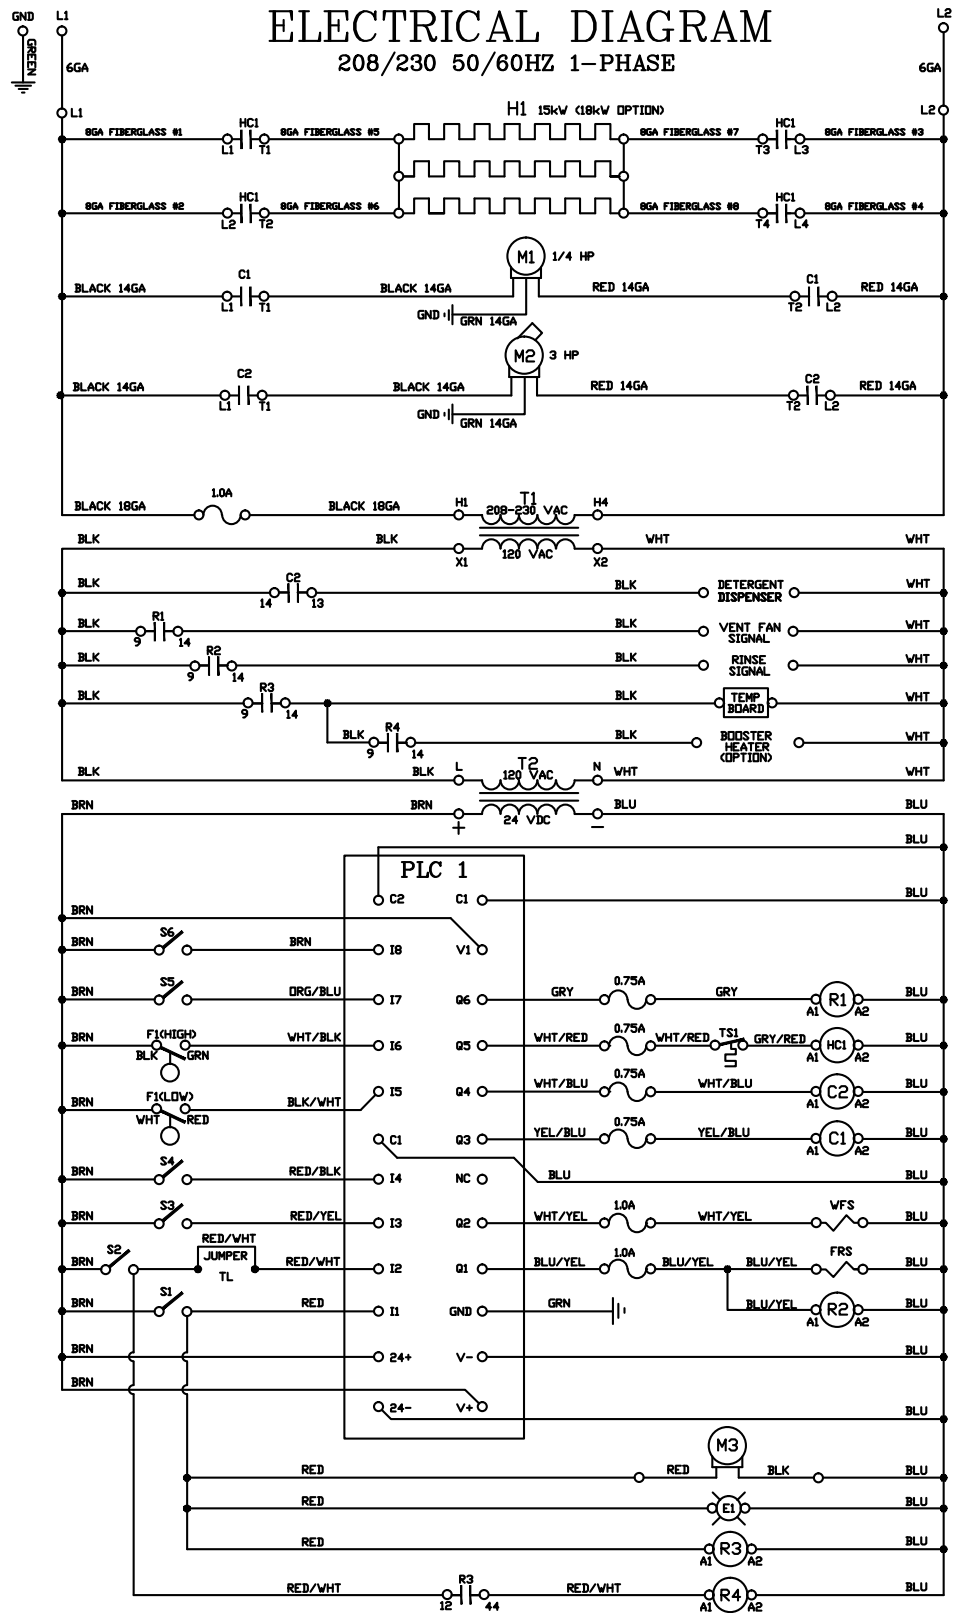 GND L1 ELECTRICAL DIAGRAM L2
208/230 50/60HZ 1-PHASE
GREEN
6GA 6GA
L1 L2
H1 15kW (18kW OPTION)
8GA FIBERGLASS #1 HC1 8GA FIBERGLASS #5 8GA FIBERGLASS #7 HC1 8GA FIBERGLASS #3
L1 T1 T3 L3
8GA FIBERGLASS #2 HC1 8GA FIBERGLASS #6 8GA FIBERGLASS #8 HC1 8GA FIBERGLASS #4
L2 T2 T4 L4
M1 1/4 HP
BLACK 14GA C1 BLACK 14GA RED 14GA C1 RED 14GA
L1 T1 T2 L2
GND GRN 14GA
M2 3 HP
BLACK 14GA C2 BLACK 14GA RED 14GA C2 RED 14GA
L1 T1 T2 L2
GND GRN 14GA
BLACK 18GA 1.0A BLACK 18GA H1 T1 H4
208-230 VAC
BLK BLK WHT WHT
X1 120 VAC X2
BLK C2 BLK DETERGENT WHT
14 13 DISPENSER
BLK R1 BLK VENT FAN WHT
9 14 SIGNAL
BLK R2 BLK RINSE WHT
9 14 SIGNAL
BLK R3 BLK TEMP WHT
9 14 BOARD
BLK R4 BLK BOOSTER WHT
9 14 HEATER
(OPTION)
BLK BLK L T2 N WHT WHT
120 VAC
BRN BRN BLU BLU
+ 24 VDC -
BLU
PLC 1
C2 C1 BLU
BRN
BRN S6 BRN I8 V1
BRN S5 ORG/BLU I7 Q6 GRY 0.75A GRY R1 BLU
A1 A2
BRN F1(HIGH) WHT/BLK I6 Q5 WHT/RED 0.75A WHT/RED TS1 GRY/RED HC1 BLU
BLK GRN A1 A2
I5 Q4 WHT/BLU 0.75A WHT/BLU C2 BLU
A1 A2
BRN F1(LOW) BLK/WHT
WHT RED
C1 Q3 YEL/BLU 0.75A YEL/BLU C1 BLU
A1 A2
BRN S4 RED/BLK I4 NC BLU BLU
BRN S3 RED/YEL I3 Q2 WHT/YEL 1.0A WHT/YEL WFS BLU
RED/WHT
BRN S2 JUMPER RED/WHT I2 Q1 BLU/YEL 1.0A BLU/YEL BLU/YEL FRS BLU
TL
BRN S1 RED I1 GND GRN BLU/YEL R2 BLU
A1 A2
BRN 24+ V- BLU
BRN
24- V+ BLU
M3
RED RED BLK BLU
RED E1 BLU
RED R3 BLU
A1 A2
RED/WHT R3 RED/WHT R4 BLU
12 44 A1 A2